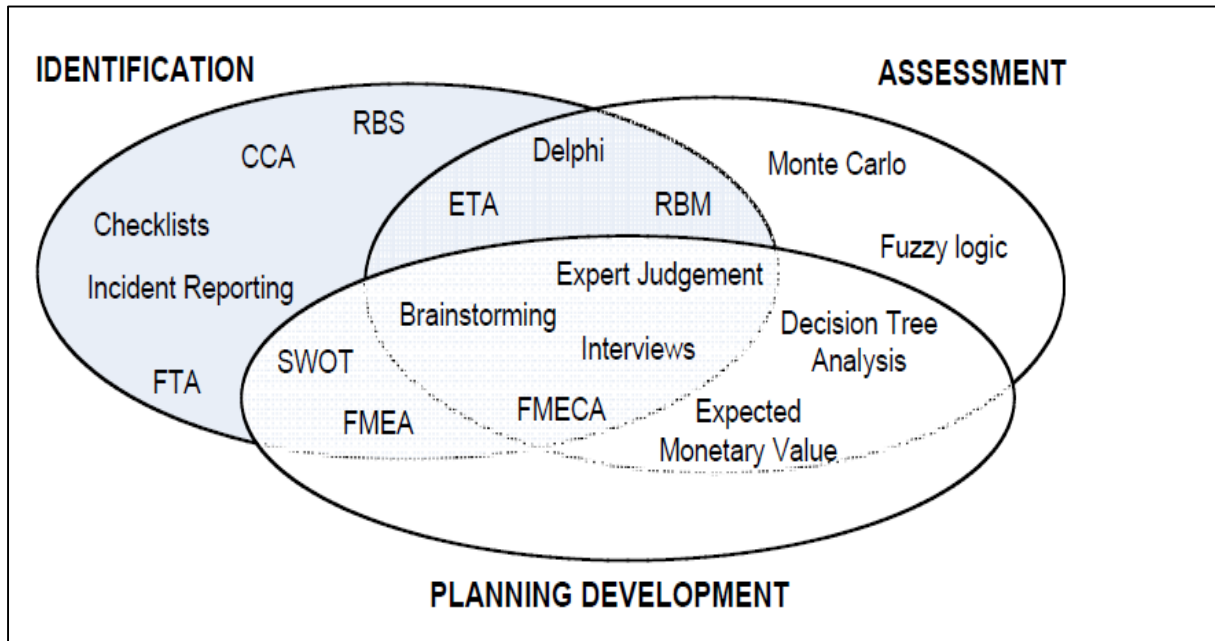 IDENTIFICATION
ASSESSMENT
RBS
CCA
Delphi
Monte Carlo
ETA
RBM
Checklists
Fuzzy logic
Incident Reporting
Expert Judgement
Brainstorming
Decision Tree
Analysis
Interviews
SWOT
FTA
FMEA
FMECA
Expected
Monetary Value
PLANNING DEVELOPMENT